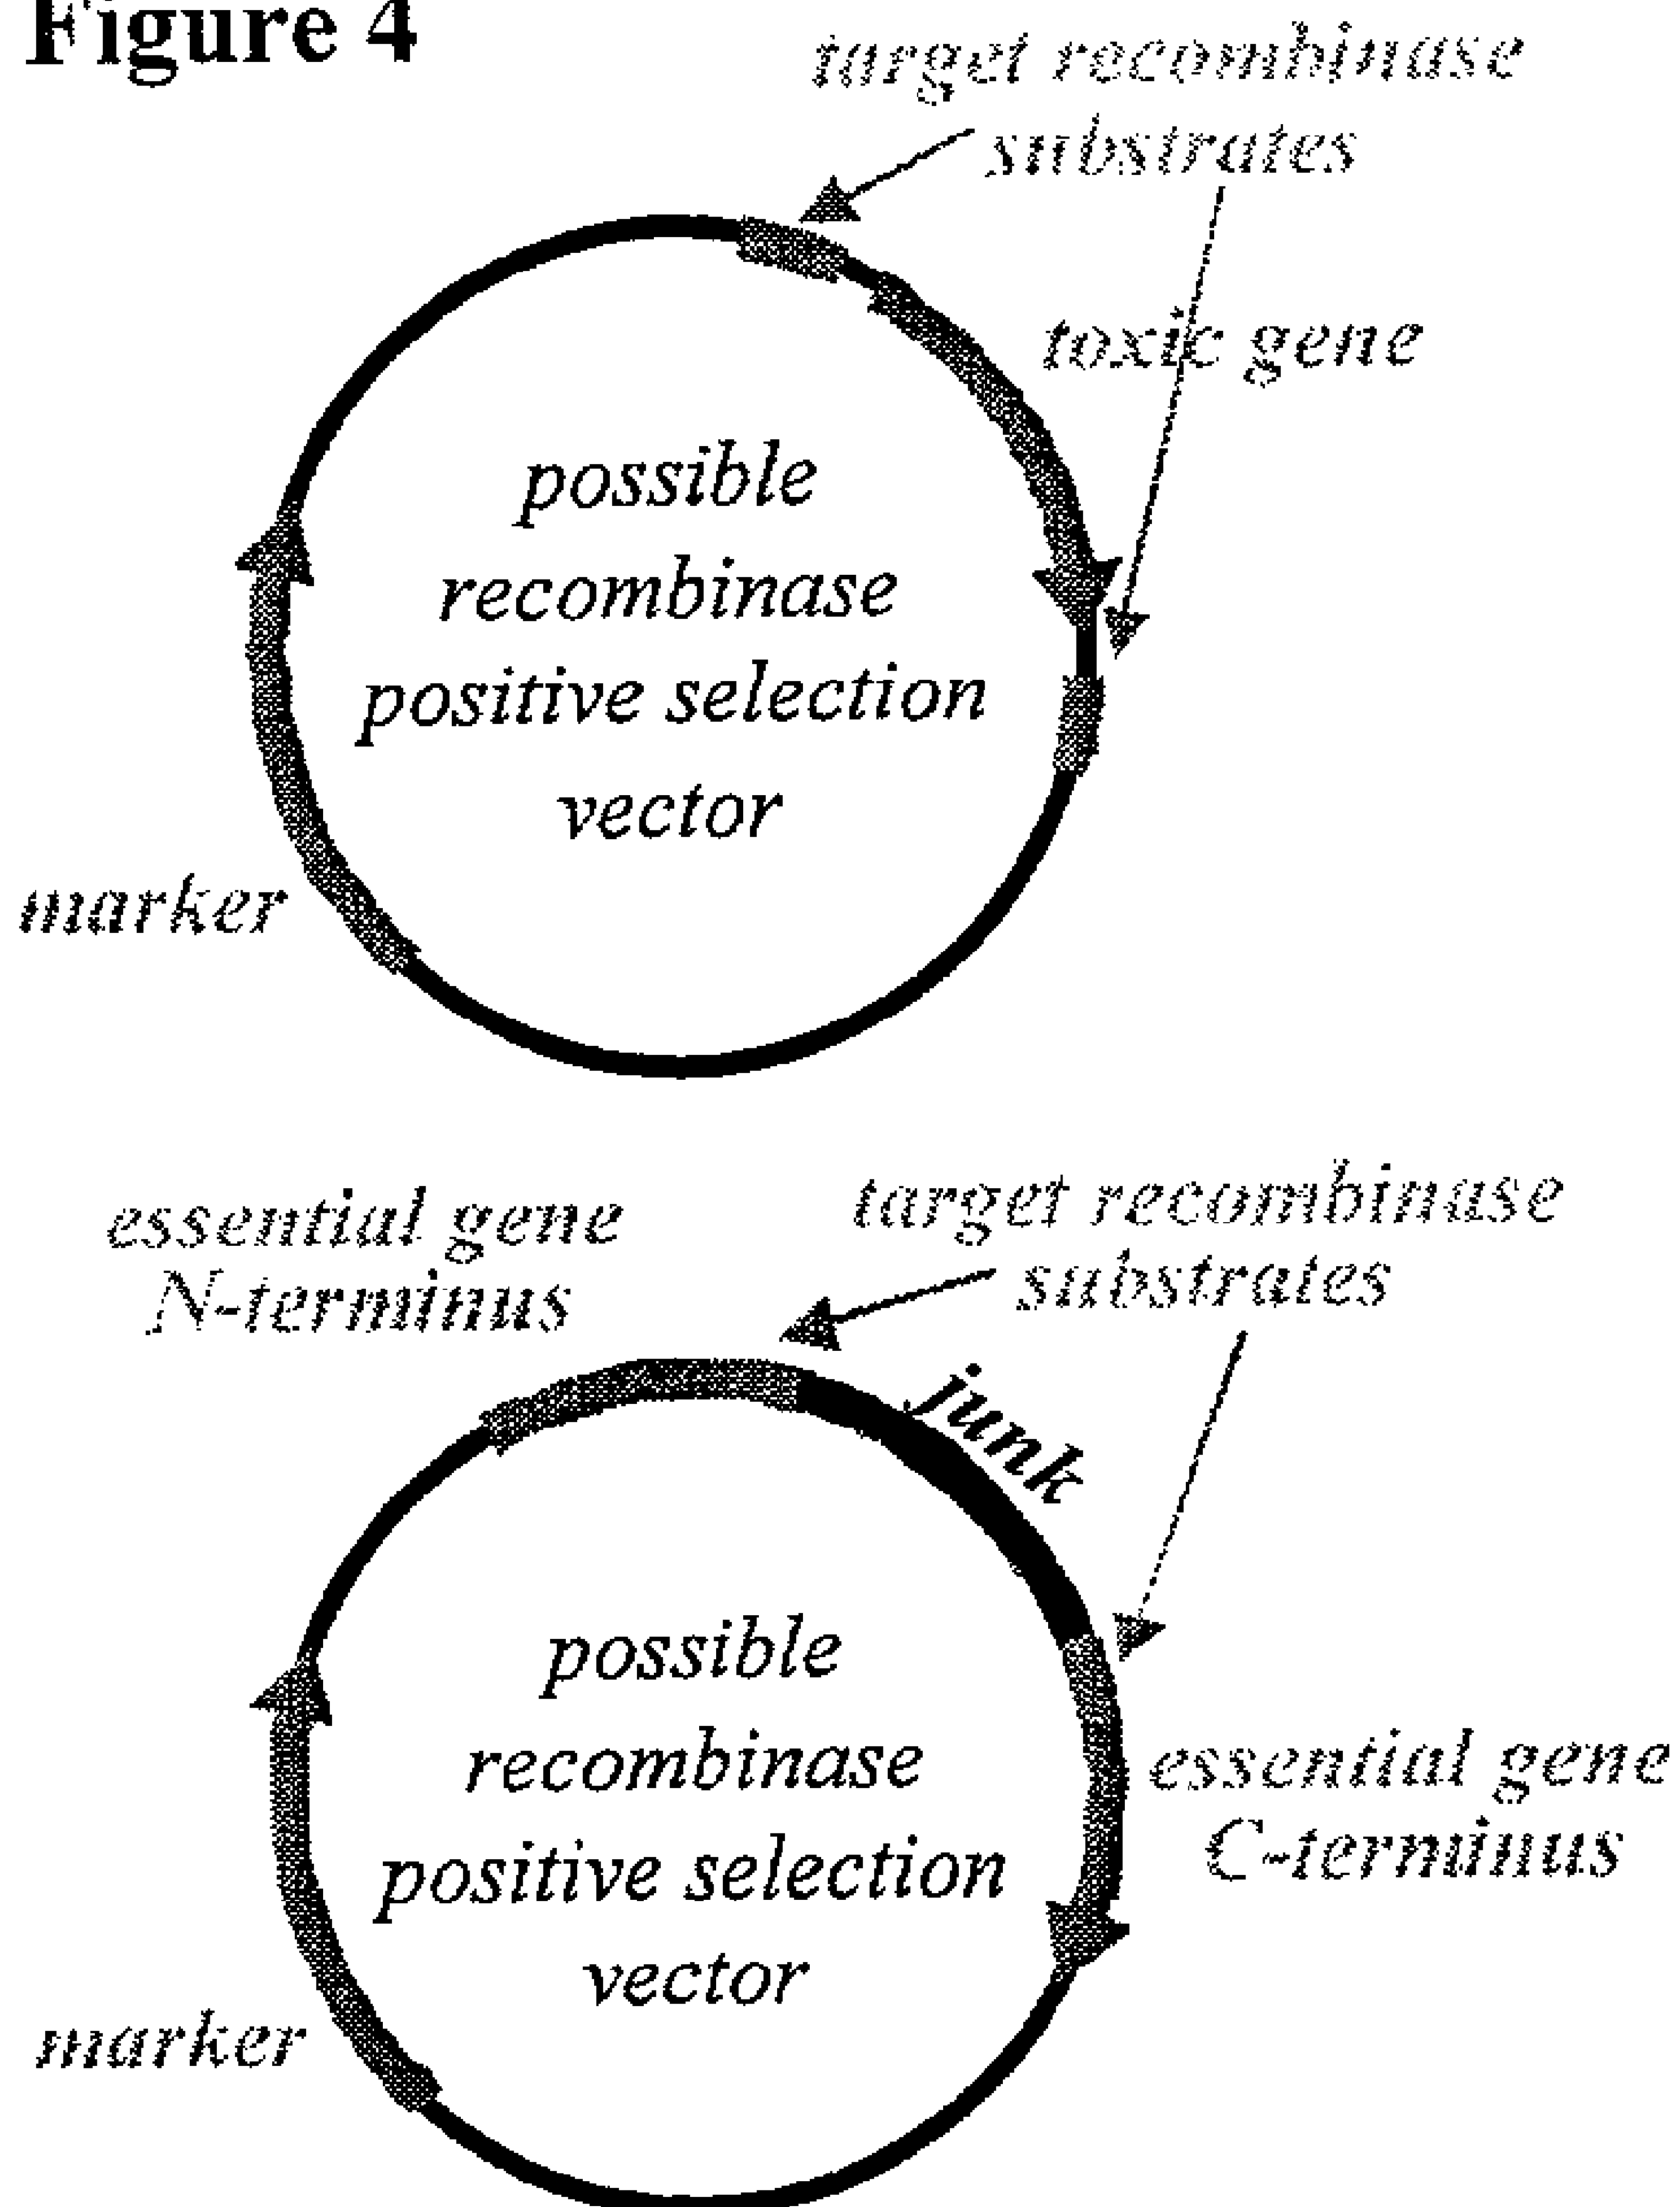 Figure 4
target recombinase
substrates
toxic gene
possible
recombinase
positive selection
vector
marker
essential gene
N-terminus
target recombinase
substrates
junk
possible
recombinase
positive selection
vector
essential gene
C-terminus
marker